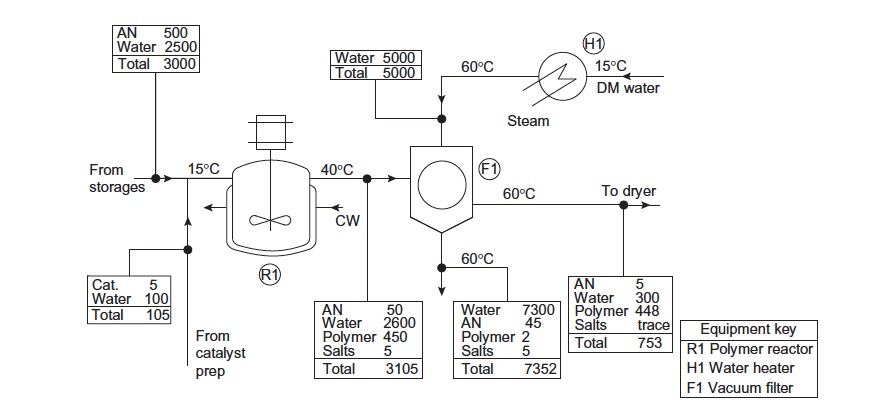 AN 500
Water 2500
Total 3000
Water 5000
Total 5000
60°C
H1
15°C
DM water
Steam
From
storages
15°C
40°C
F1
60°C
To dryer
CW
R1
60°C
Cat. 5
Water 100
Total 105
From
catalyst
prep
AN 50
Water 2600
Polymer 450
Salts 5
Total 3105
Water 7300
AN 45
Polymer 2
Salts 5
Total 7352
AN 5
Water 300
Polymer 448
Salts trace
Total 753
Equipment key
R1 Polymer reactor
H1 Water heater
F1 Vacuum filter